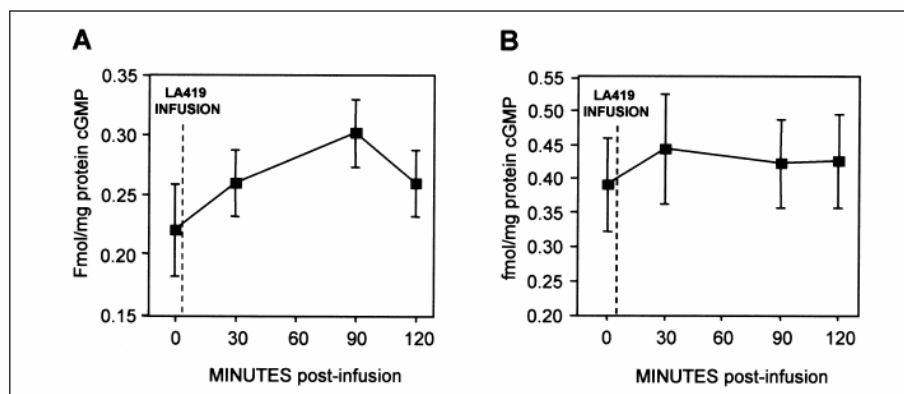 A
Fmol/mg protein cGMP
0.35
0.30
0.25
0.20
0.15
LA419
INFUSION
0 30 60 90 120
MINUTES post-infusion
B
fmol/mg protein cGMP
0.55
0.50
0.45
0.40
0.35
0.30
0.25
0.20
LA419
INFUSION
0 30 60 90 120
MINUTES post-infusion